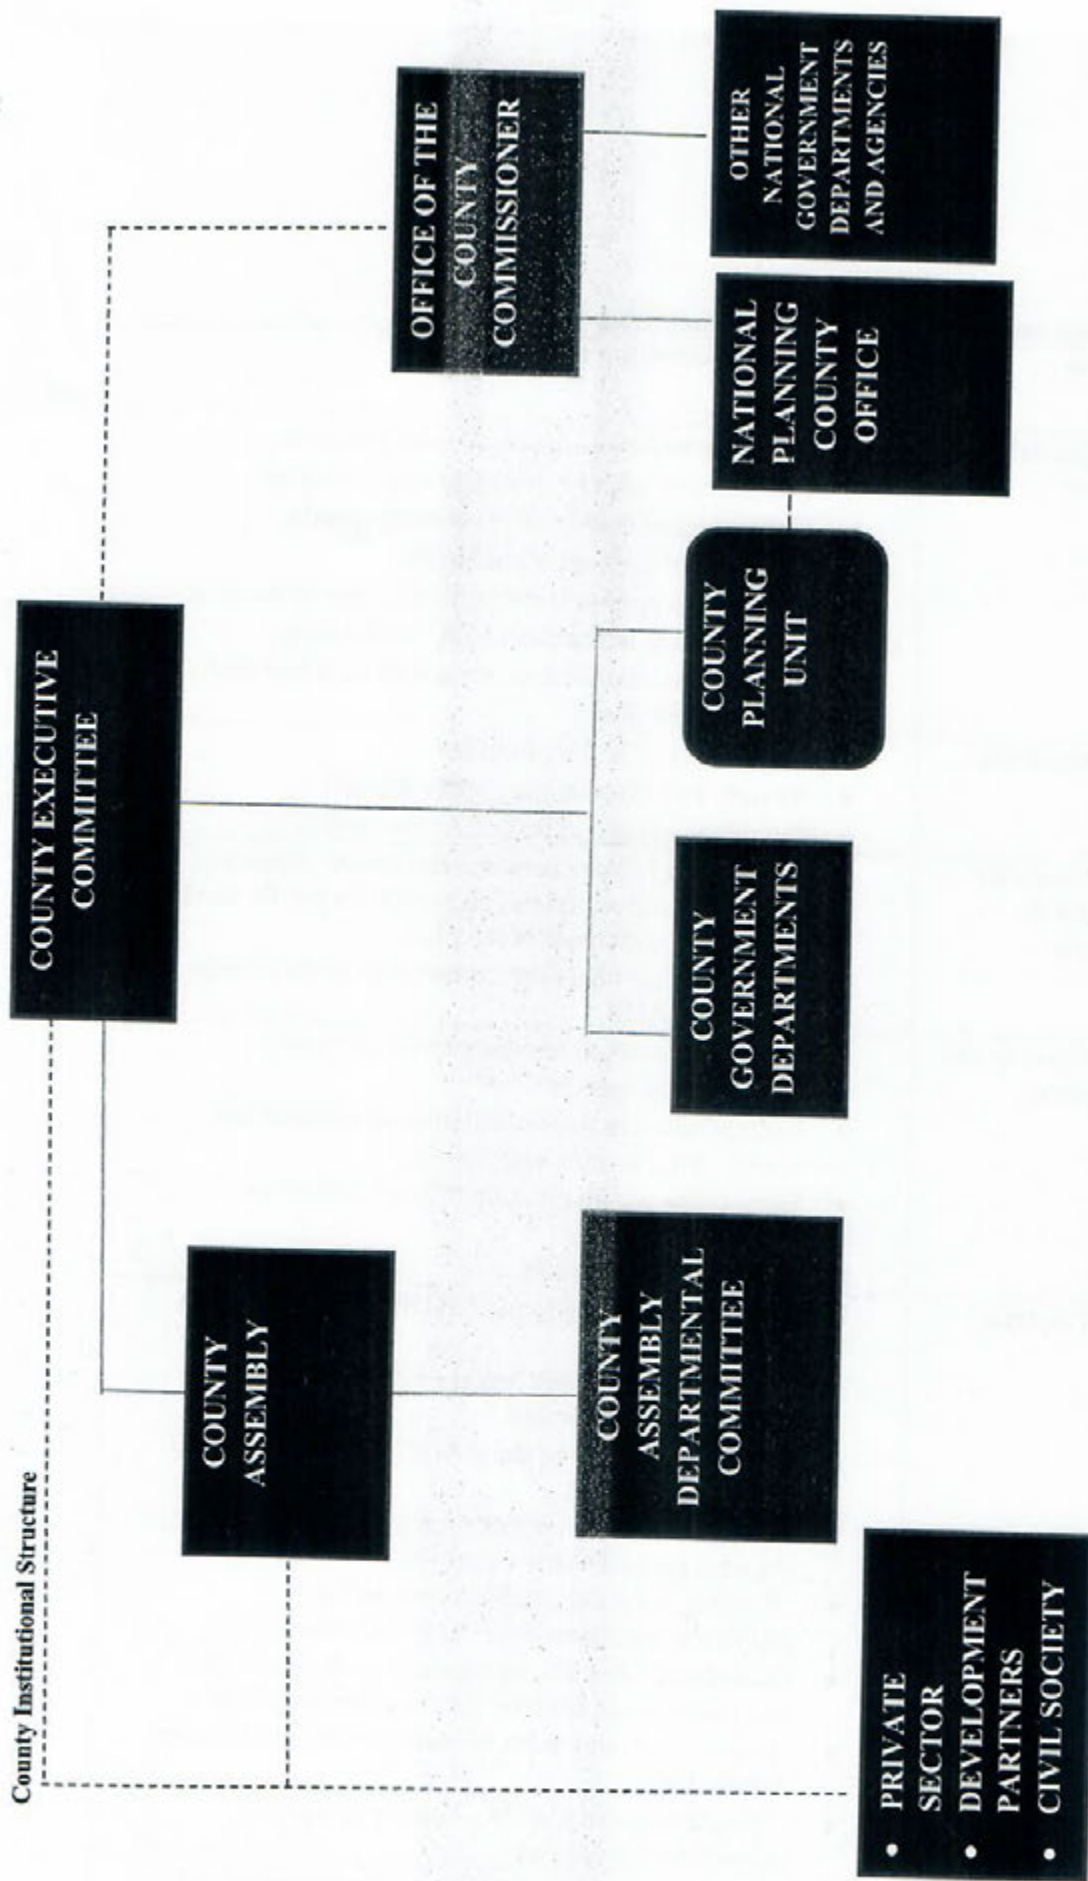 County Institutional Structure
COUNTY EXECUTIVE
COMMITTEE
COUNTY
ASSEMBLY
OFFICE OF THE
COUNTY
COMMISSIONER
COUNTY
ASSEMBLY
DEPARTMENTAL
COMMITTEE
COUNTY
GOVERNMENT
DEPARTMENTS
COUNTY
PLANNING
UNIT
NATIONAL
PLANNING
COUNTY
OFFICE
OTHER
NATIONAL
GOVERNMENT
DEPARTMENTS
AND AGENCIES
• PRIVATE
SECTOR
• DEVELOPMENT
PARTNERS
• CIVIL SOCIETY